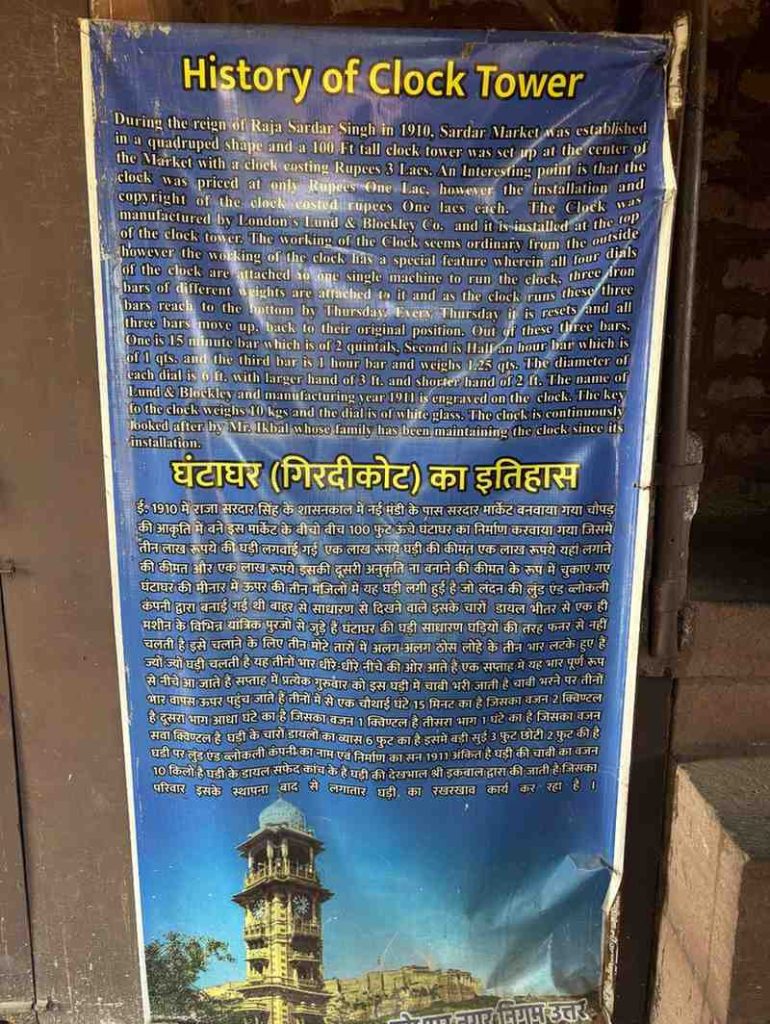 History of Clock Tower
During the reign of Raja Sardar Singh in 1910, Sardar Market was established
in a quadruped shape and a 100 Ft tall clock tower was set up at the center of
the Market with a clock costing Rupees 3 Lacs. An Interesting point is that the
clock was priced at only Rupees One Lac, however the installation and
copyright of the clock costed rupees One lacs each. The Clock was
manufactured by London's Lund & Blockley Co. and it is installed at the top
of the clock tower. The working of the Clock seems ordinary from the outside
however the working of the clock has a special feature wherein all four dials
of the clock are attached to one single machine to run the clock, three iron
bars of different weights are attached to it and as the clock runs these three
bars reach to the bottom by Thursday. Every Thursday it is resets and all
three bars move up, back to their original position. Out of these three bars,
One is 15 minute bar which is of 2 quintals, Second is Half an hour bar which is
of 1 qts. and the third bar is 1 hour bar and weighs 1.25 qts. The diameter of
each dial is 6 ft. with larger hand of 3 ft. and shorter hand of 2 ft. The name of
Lund & Blockley and manufacturing year 1911 is engraved on the clock. The key
to the clock weighs 10 kgs and the dial is of white glass. The clock is continuously
looked after by Mr. Ikbal whose family has been maintaining the clock since its
installation.
घंटाघर (गिरदीकोट) का इतिहास
ई. 1910 में राजा सरदार सिंह के शासनकाल में नई मंडी के पास सरदार मार्केट बनवाया गया चौपड़
की आकृति में बने इस मार्केट के बीचो बीच 100 फुट ऊंचे घंटाघर का निर्माण करवाया गया जिसमें
तीन लाख रूपये की घड़ी लगवाई गई एक लाख रूपये घड़ी की कीमत एक लाख रूपये यहां लगाने
की कीमत और एक लाख रूपये इसकी दूसरी अनुकृति ना बनाने की कीमत के रूप में चुकाए गए
घंटाघर की मीनार में ऊपर की तीन मंजिलों में यह घड़ी लगी हुई है जो लंदन की लुंड एंड ब्लोकली
कंपनी द्वारा बनाई गई थी बाहर से साधारण से दिखने वाले इसके चारों डायल भीतर से एक ही
मशीन के विभिन्न यांत्रिक पुरजो से जुड़े है घंटाघर की घड़ी साधारण घड़ियों की तरह फनर से नहीं
चलती है इसे चलाने के लिए तीन मोटे तारों में अलग-अलग ठोस लोहे के तीन भार लटके हुए है
ज्यों ज्यों घड़ी चलती है यह तीनो भार धीरे-धीरे नीचे की ओर आते है एक सप्ताह में यह भार पूर्ण रूप
से नीचे आ जाते है सप्ताह में प्रत्येक गुरुवार को इस घड़ी में चाबी भरी जाती है चाबी भरने पर तीनो
भार वापस ऊपर पहुंच जाते है तीनों में से एक चौथाई घंटे 15 मिनट का है जिसका वजन 2 क्विण्टल
है दूसरा भाग आधा घंटे का है जिसका वजन 1 क्विण्टल है तीसरा भाग 1 घंटे का है जिसका वजन
सवा क्विण्टल है घड़ी के चारों डायलो का व्यास 6 फुट का है इसमें बड़ी सुई 3 फुट छोटी 2 फुट की है
घड़ी पर लुंड एंड ब्लोकली कंपनी का नाम एवं निर्माण का सन 1911 अंकित है घड़ी की चाबी का वजन
10 किलो है घड़ी के डायल सफेद कांच के है घड़ी की देखभाल श्री इकबाल द्वारा की जाती है जिसका
परिवार इसके स्थापना बाद से लगातार घड़ी का रखरखाव कार्य कर रहा है ।
नगर निगम उत्तर